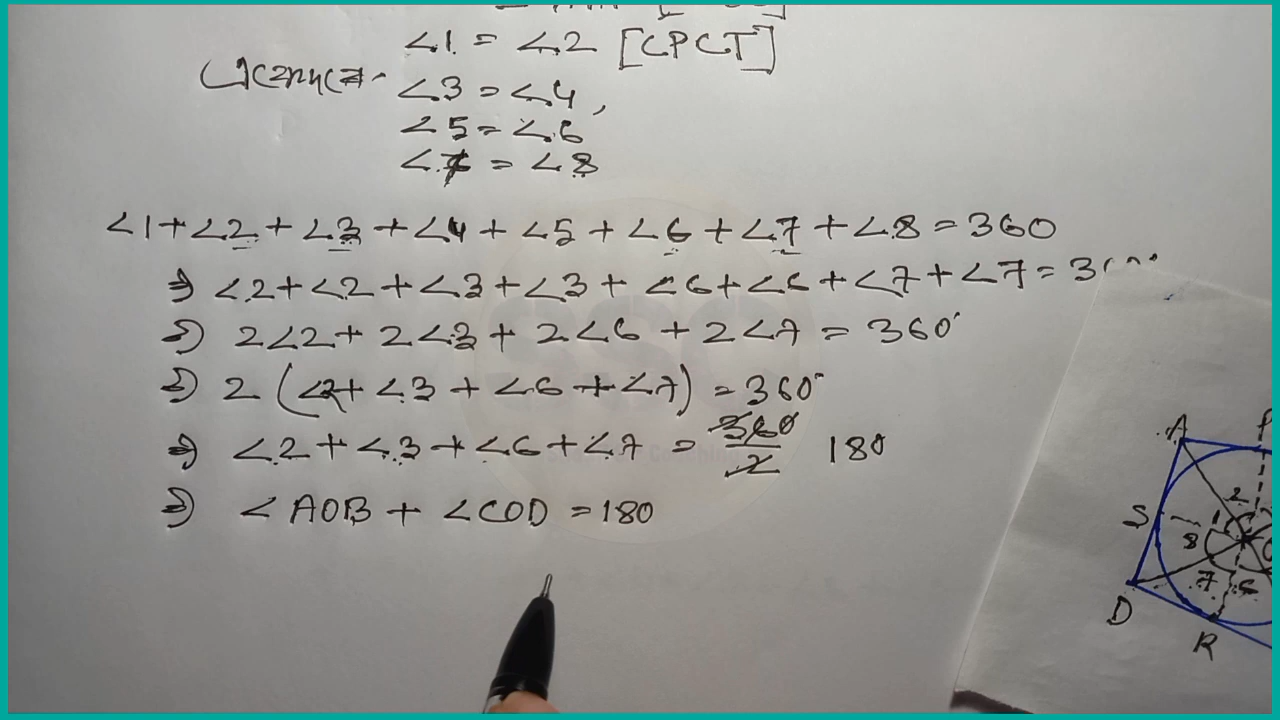 ∠1 = ∠2 [CPCT]
∠3 = ∠4,
∠5 = ∠6
∠7 = ∠8
∠1 + ∠2 + ∠3 + ∠4 + ∠5 + ∠6 + ∠7 + ∠8 = 360
⇒ ∠2 + ∠2 + ∠3 + ∠3 + ∠6 + ∠6 + ∠7 + ∠7 =
⇒ 2∠2 + 2∠3 + 2∠6 + 2∠7 = 360°
⇒ 2 (∠2 + ∠3 + ∠6 + ∠7) = 360°
⇒ ∠2 + ∠3 + ∠6 + ∠7 = 360/2 180
⇒ ∠AOB + ∠COD = 180
A P
2
S 1
8 O
7 6
D
R